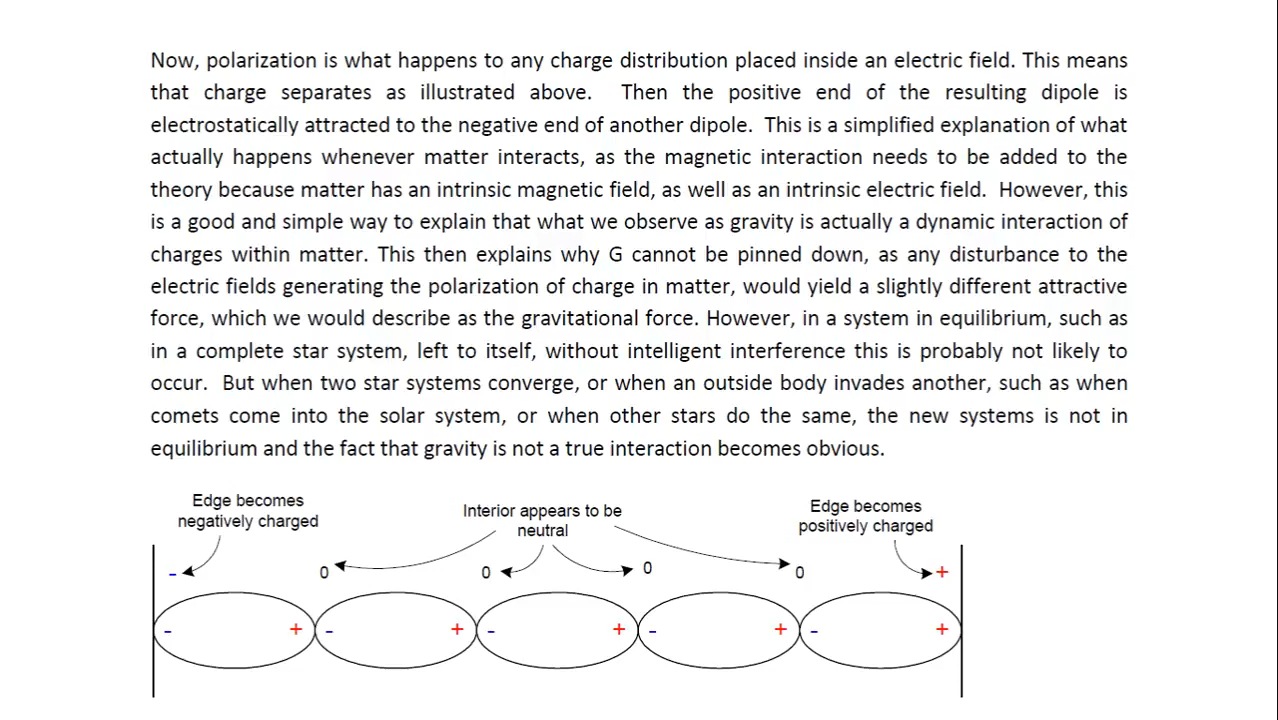 Now, polarization is what happens to any charge distribution placed inside an electric field. This means
that charge separates as illustrated above. Then the positive end of the resulting dipole is
electrostatically attracted to the negative end of another dipole. This is a simplified explanation of what
actually happens whenever matter interacts, as the magnetic interaction needs to be added to the
theory because matter has an intrinsic magnetic field, as well as an intrinsic electric field. However, this
is a good and simple way to explain that what we observe as gravity is actually a dynamic interaction of
charges within matter. This then explains why G cannot be pinned down, as any disturbance to the
electric fields generating the polarization of charge in matter, would yield a slightly different attractive
force, which we would describe as the gravitational force. However, in a system in equilibrium, such as
in a complete star system, left to itself, without intelligent interference this is probably not likely to
occur. But when two star systems converge, or when an outside body invades another, such as when
comets come into the solar system, or when other stars do the same, the new systems is not in
equilibrium and the fact that gravity is not a true interaction becomes obvious.
Edge becomes
negatively charged
Interior appears to be
neutral
Edge becomes
positively charged
- 0 0 0 0 +
- + - + - + - + - +